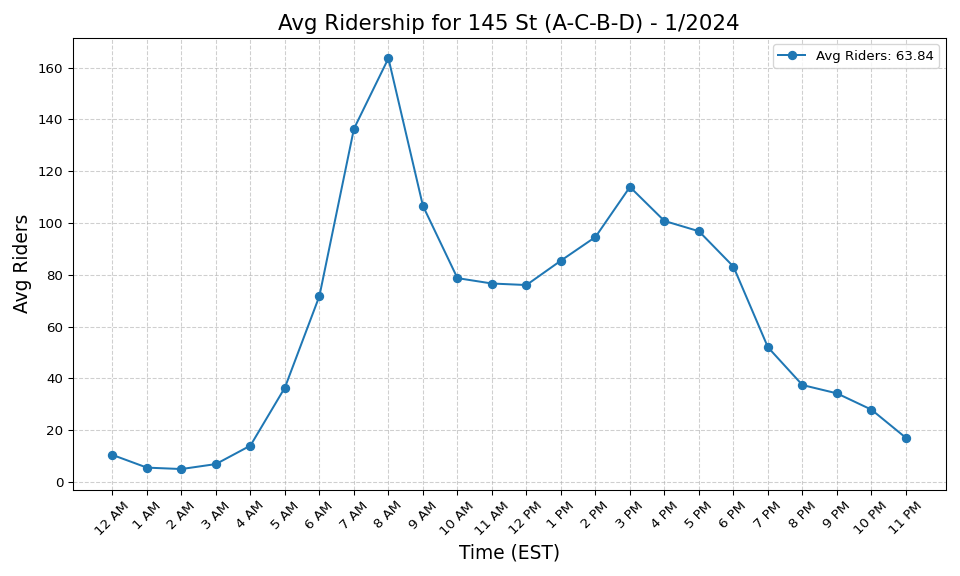 Avg Ridership for 145 St (A-C-B-D) - 1/2024
Avg Riders: 63.84
Avg Riders
160
140
120
100
80
60
40
20
0
12 AM
1 AM
2 AM
3 AM
4 AM
5 AM
6 AM
7 AM
8 AM
9 AM
10 AM
11 AM
12 PM
1 PM
2 PM
3 PM
4 PM
5 PM
6 PM
7 PM
8 PM
9 PM
10 PM
11 PM
Time (EST)